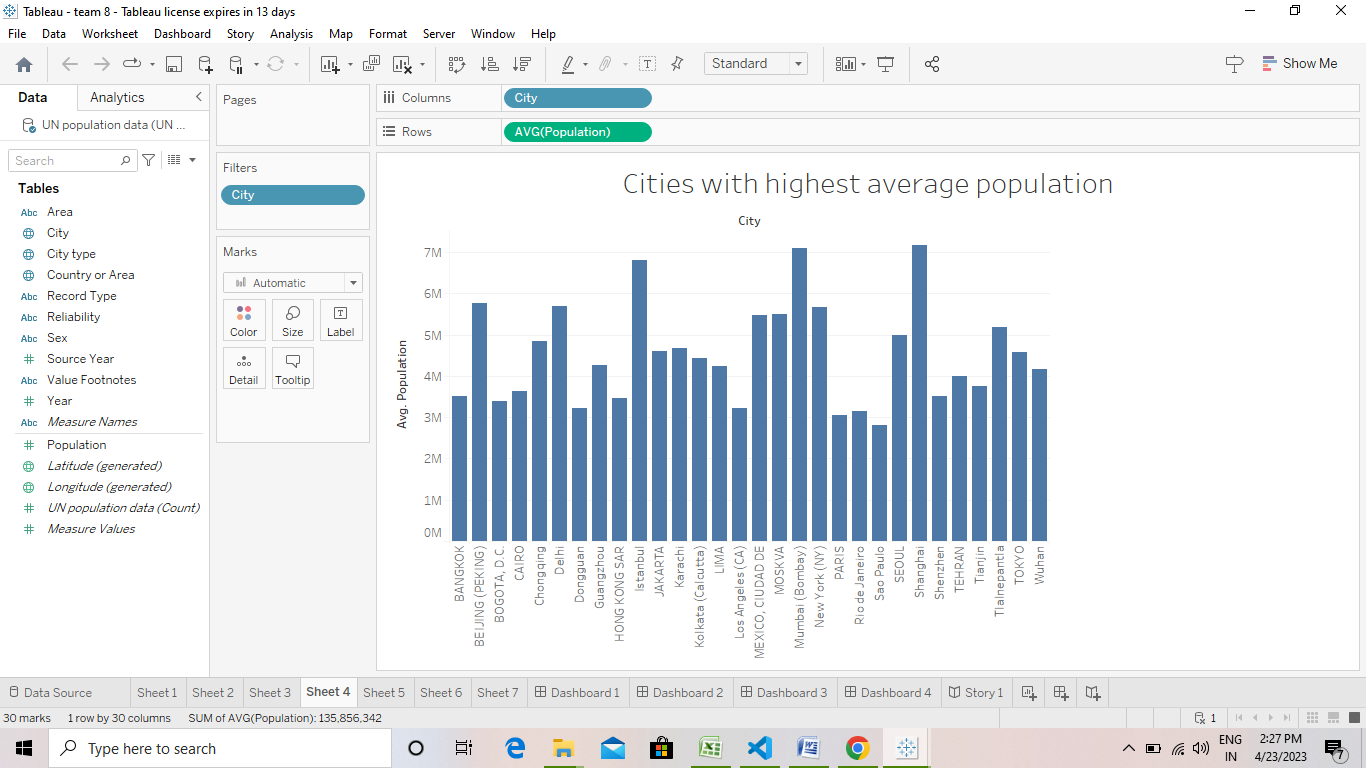 Tableau - team 8 - Tableau license expires in 13 days
File Data Worksheet Dashboard Story Analysis Map Format Server Window Help
Standard
Show Me
Data Analytics
UN population data (UN ...
Search
Tables
Abc Area
City
City type
Country or Area
Abc Record Type
Abc Reliability
Abc Sex
Source Year
Abc Value Footnotes
Year
Abc Measure Names
Population
Latitude (generated)
Longitude (generated)
UN population data (Count)
Measure Values
Pages
Filters
City
Marks
Automatic
Color Size Label
Detail Tooltip
Columns City
Rows AVG(Population)
Cities with highest average population
City
Avg. Population
7M
6M
5M
4M
3M
2M
1M
0M
BANGKOK
BEIJING (PEKING)
BOGOTA, D.C.
CAIRO
Chongqing
Delhi
Dongguan
Guangzhou
HONG KONG SAR
Istanbul
JAKARTA
Karachi
Kolkata (Calcutta)
LIMA
Los Angeles (CA)
MEXICO, CIUDAD DE
MOSKVA
Mumbai (Bombay)
New York (NY)
PARIS
Rio de Janeiro
Sao Paulo
SEOUL
Shanghai
Shenzhen
TEHRAN
Tianjin
Tlalnepantla
TOKYO
Wuhan
Data Source Sheet 1 Sheet 2 Sheet 3 Sheet 4 Sheet 5 Sheet 6 Sheet 7 Dashboard 1 Dashboard 2 Dashboard 3 Dashboard 4 Story 1
30 marks 1 row by 30 columns SUM of AVG(Population): 135,856,342
1
Type here to search
ENG
IN
2:27 PM
4/23/2023
7